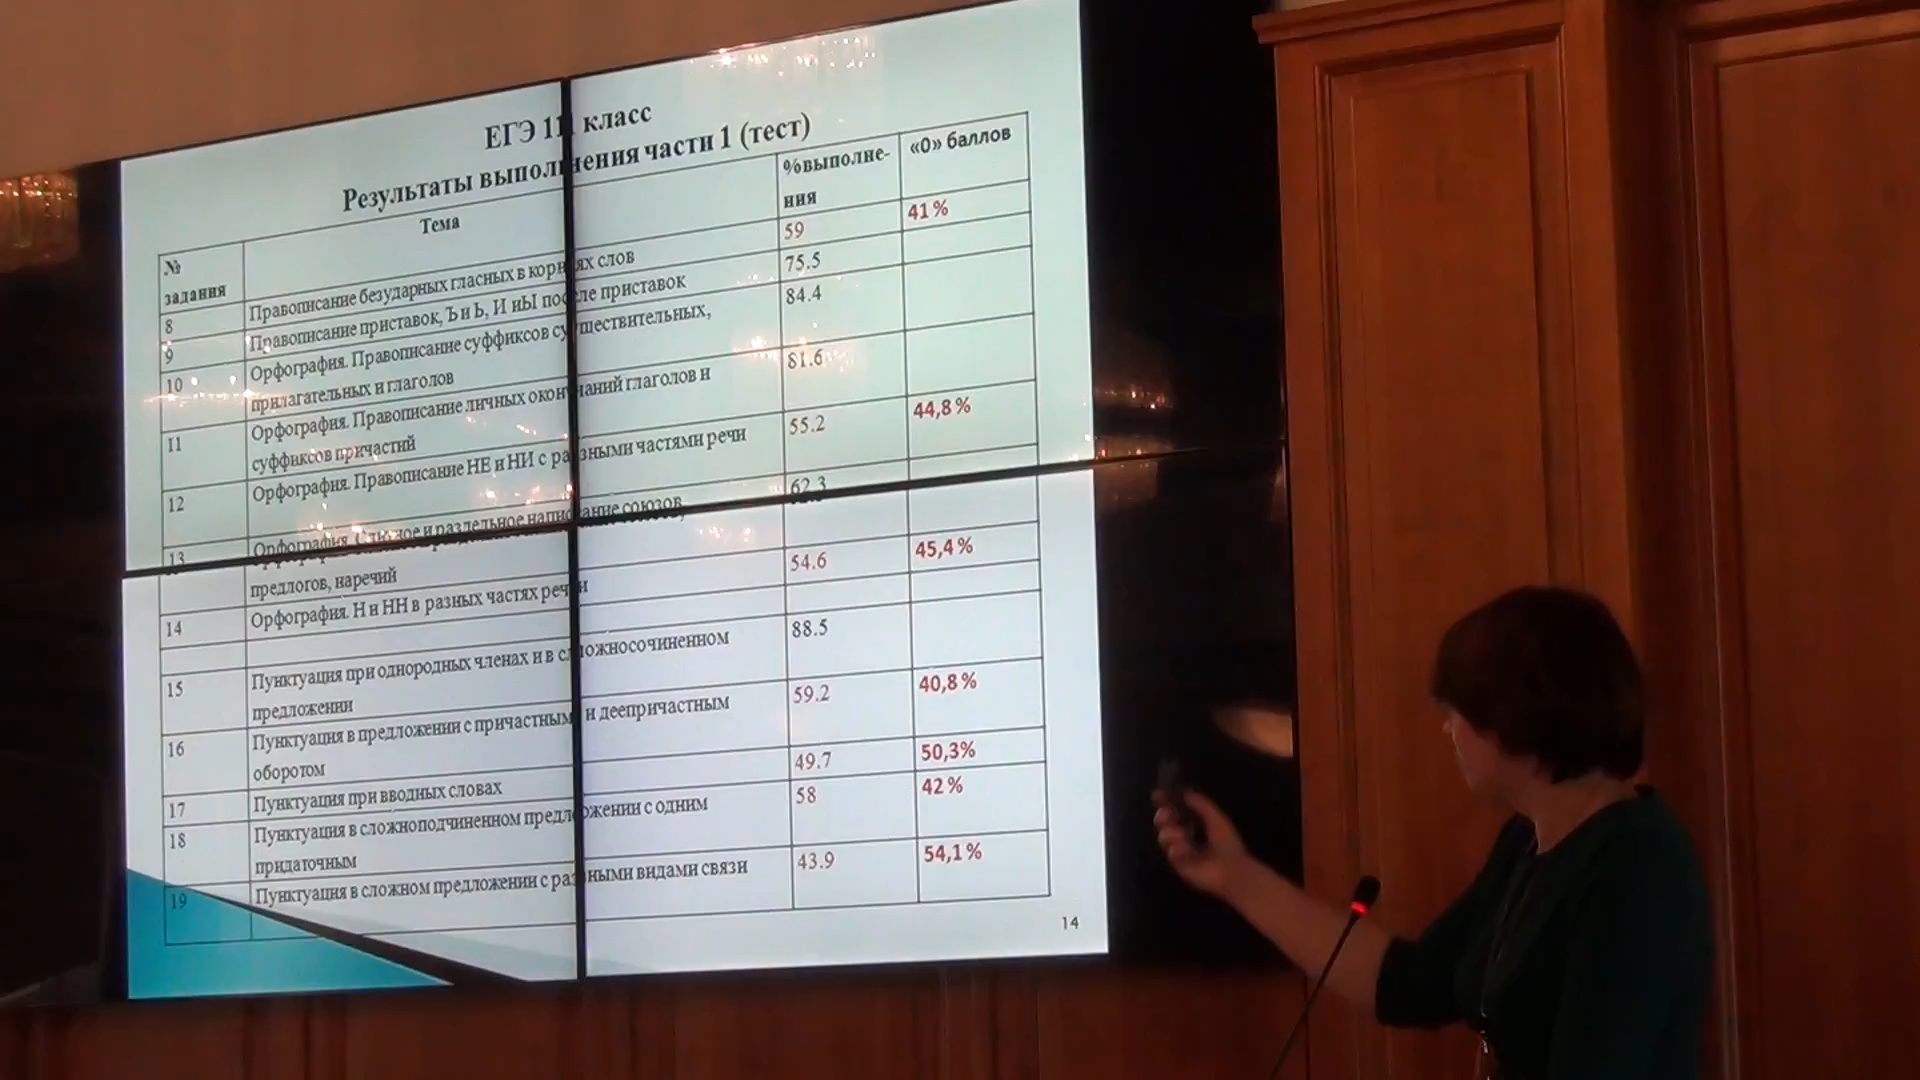 ЕГЭ 11 класс
Результаты выполнения части 1 (тест)
№ задания Тема %выполне-ния «0» баллов
8 Правописание безударных гласных в корнях слов 59 41%
9 Правописание приставок, Ъ и Ь, И иЫ после приставок 75.5
10 Орфография. Правописание суффиксов существительных, 84.4
прилагательных и глаголов
11 Орфография. Правописание личных окончаний глаголов и 81.6
суффиксов причастий
12 Орфография. Правописание НЕ и НИ с разными частями речи 55.2 44,8%
13 Орфография. Слитное и раздельное написание союзов, 62.3
предлогов, наречий
14 Орфография. Н и НН в разных частях речи 54.6 45,4%
15 Пунктуация при однородных членах и в сложносочиненном 88.5
предложении
16 Пунктуация в предложении с причастным и деепричастным 59.2 40,8%
оборотом
17 Пунктуация при вводных словах 49.7 50,3%
18 Пунктуация в сложноподчиненном предложении с одним 58 42%
придаточным
19 Пунктуация в сложном предложении с разными видами связи 43.9 54,1%
14